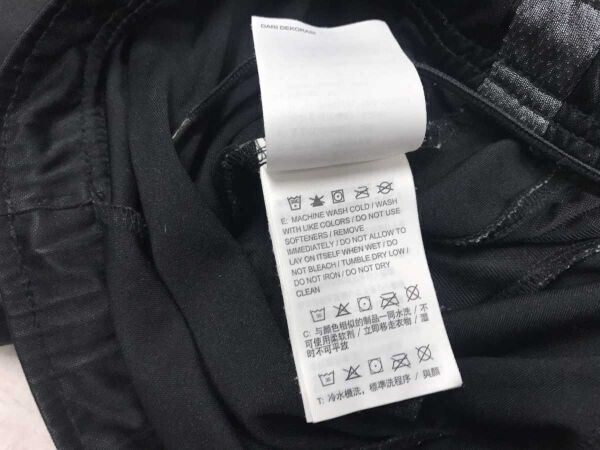 DARI DEKORASI
E: MACHINE WASH COLD / WASH
WITH LIKE COLORS / DO NOT USE
SOFTENERS / REMOVE
IMMEDIATELY / DO NOT ALLOW TO
LAY ON ITSELF WHEN WET / DO
NOT BLEACH / TUMBLE DRY LOW /
DO NOT IRON / DO NOT DRY
CLEAN
C: 与颜色相似的制品一同水洗 / 不
可使用柔软剂 / 立即移走衣物 / 湿
时不可平放
T: 冷水機洗，標準洗程序 / 與顏